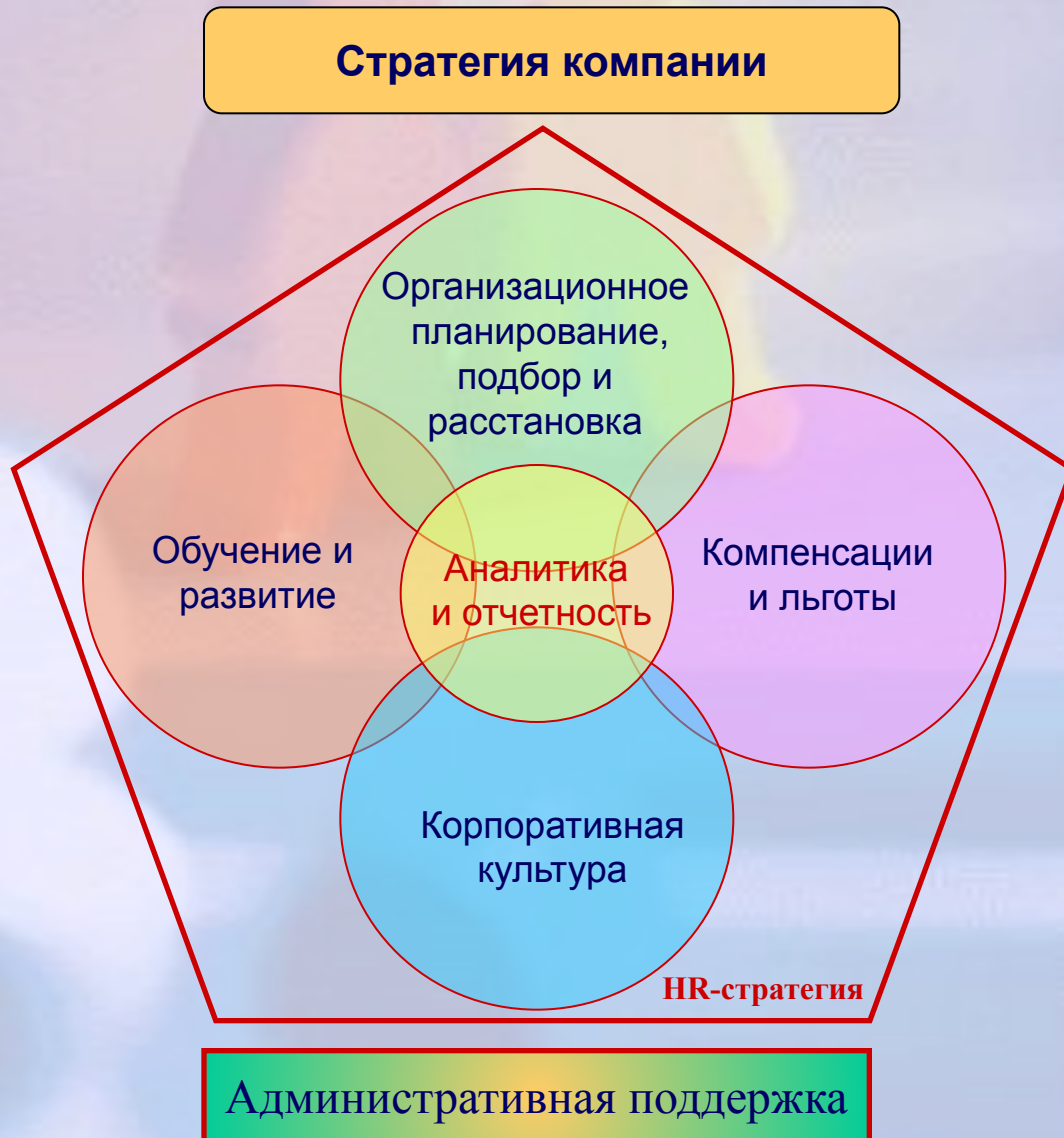 Стратегия компании
Организационное
планирование,
подбор и
расстановка
Обучение и
развитие
Аналитика
и отчетность
Компенсации
и льготы
Корпоративная
культура
HR-стратегия
Административная поддержка